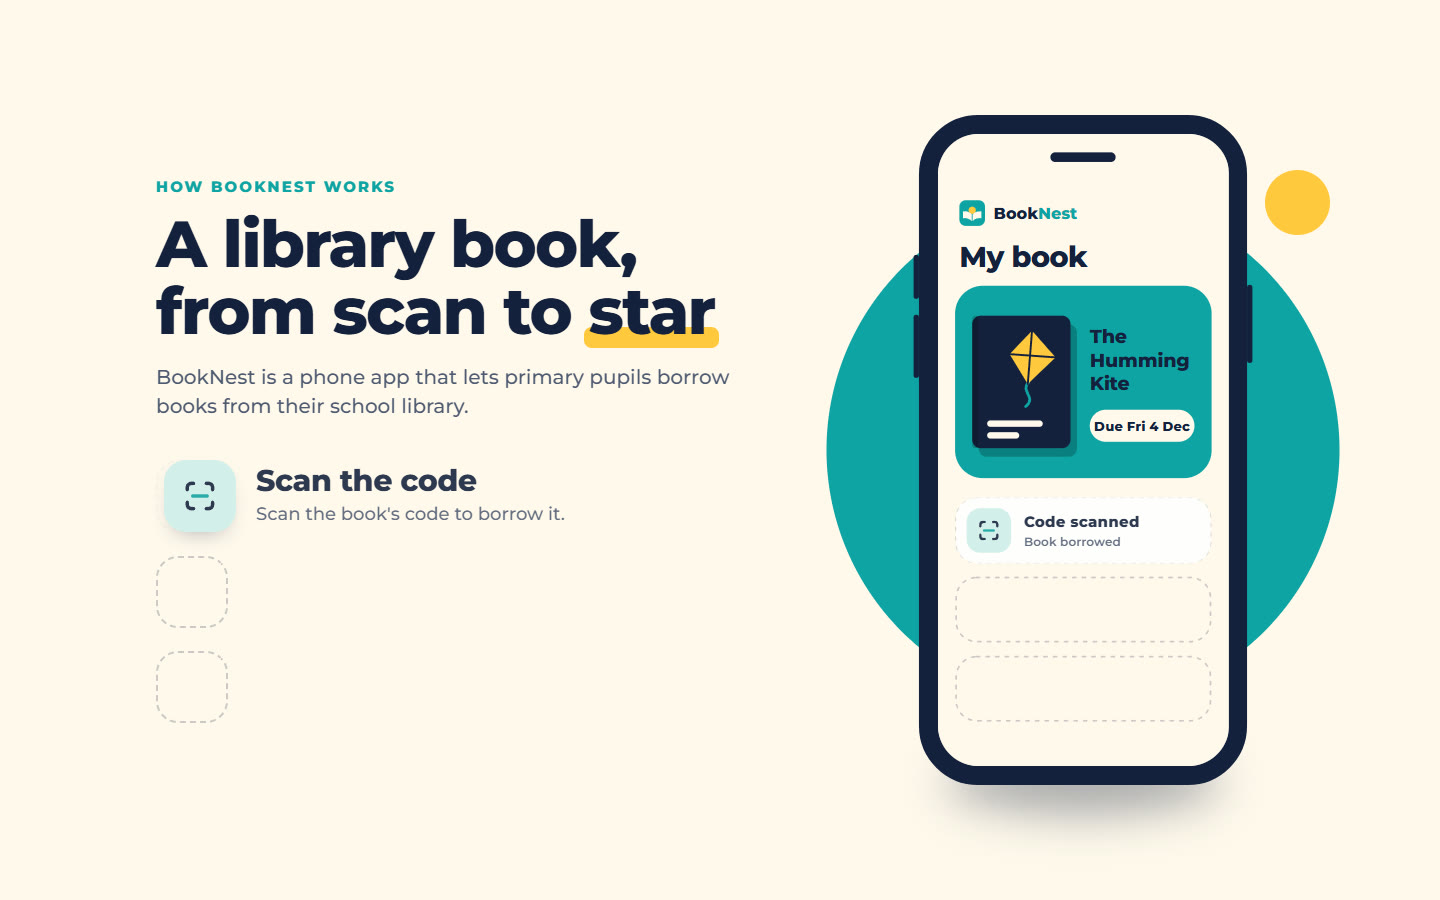 HOW BOOKNEST WORKS
A library book,
from scan to star
BookNest is a phone app that lets primary pupils borrow
books from their school library.
Scan the code
Scan the book's code to borrow it.
BookNest
My book
The
Humming
Kite
Due Fri 4 Dec
Code scanned
Book borrowed